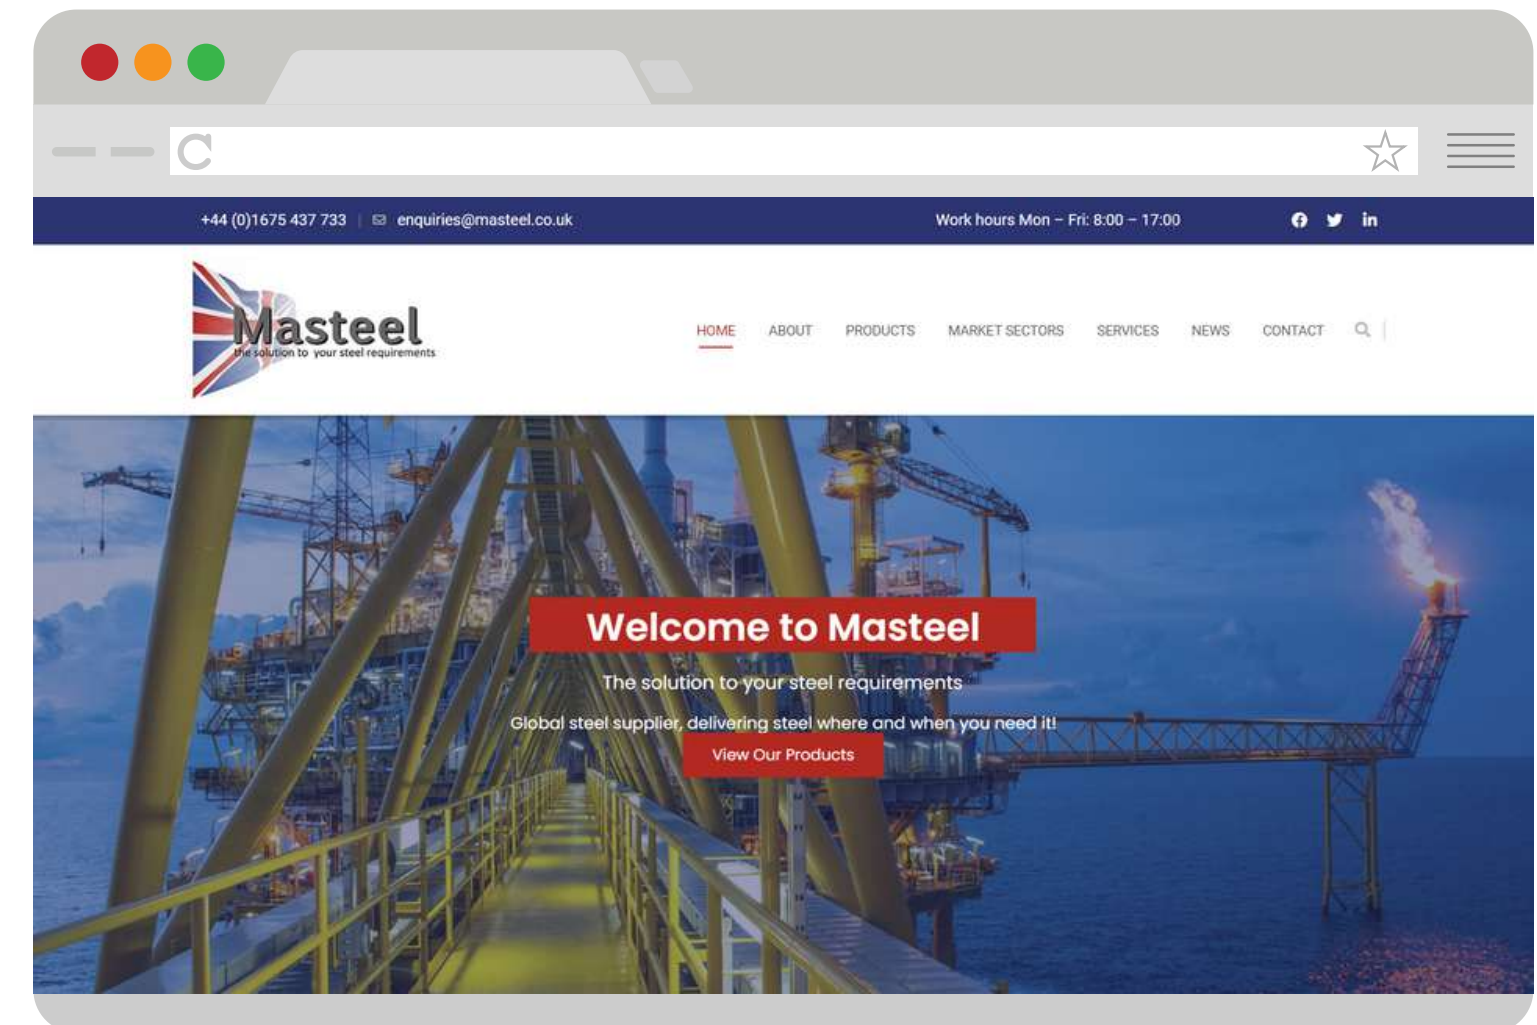 +44 (0)1675 437 733 | enquiries@masteel.co.uk
Work hours Mon – Fri: 8:00 – 17:00
Masteel
the solution to your steel requirements
HOME ABOUT PRODUCTS MARKET SECTORS SERVICES NEWS CONTACT
Welcome to Masteel
The solution to your steel requirements
Global steel supplier, delivering steel where and when you need it!
View Our Products